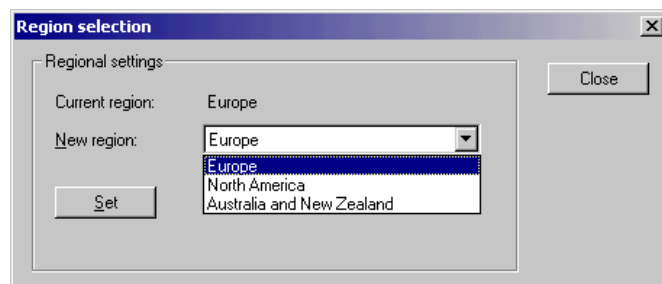 Region selection
Regional settings
Close
Current region: Europe
New region: Europe
Europe
North America
Set
Australia and New Zealand